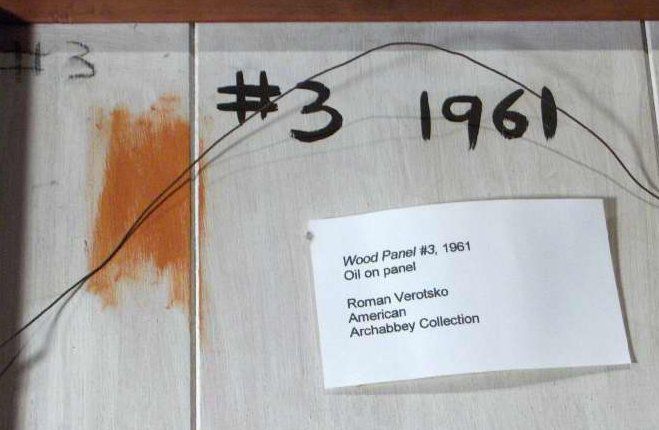 #3
#3 1961
Wood Panel #3, 1961
Oil on panel
Roman Verotsko
American
Archabbey Collection